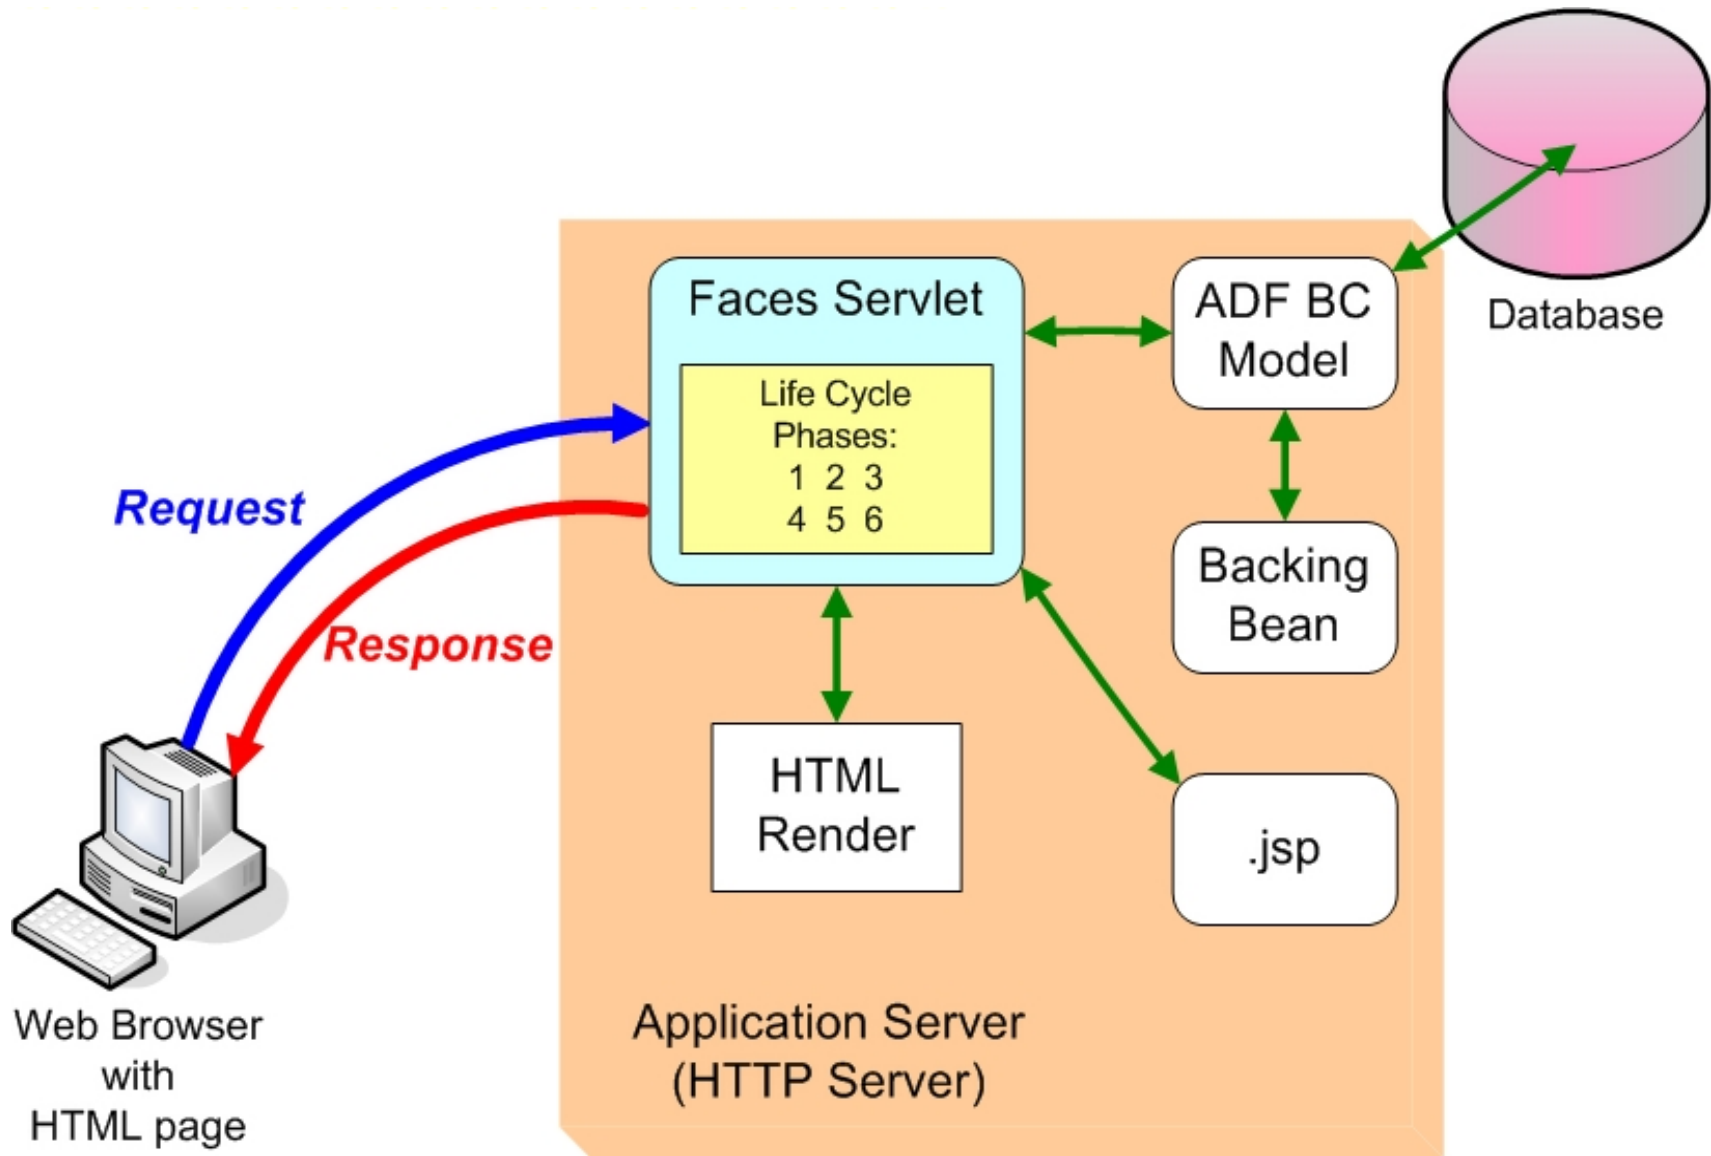 Database
Faces Servlet
Life Cycle
Phases:
1 2 3
4 5 6
ADF BC
Model
Request
Response
Backing
Bean
HTML
Render
.jsp
Web Browser
with
HTML page
Application Server
(HTTP Server)